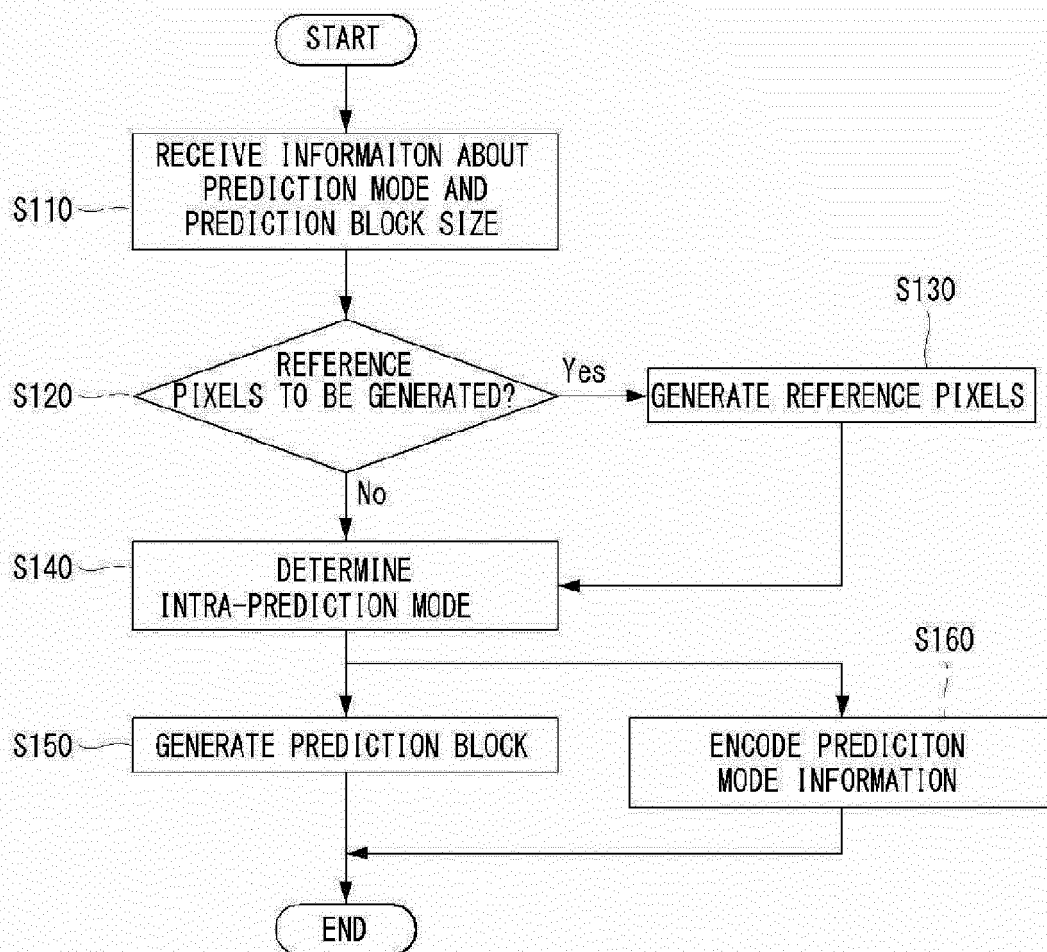 START
RECEIVE INFORMAITON ABOUT
PREDICTION MODE AND
PREDICTION BLOCK SIZE
S110
S130
REFERENCE
PIXELS TO BE GENERATED?
S120
Yes
GENERATE REFERENCE PIXELS
No
S140
DETERMINE
INTRA-PREDICTION MODE
S160
S150
GENERATE PREDICTION BLOCK
ENCODE PREDICITON
MODE INFORMATION
END